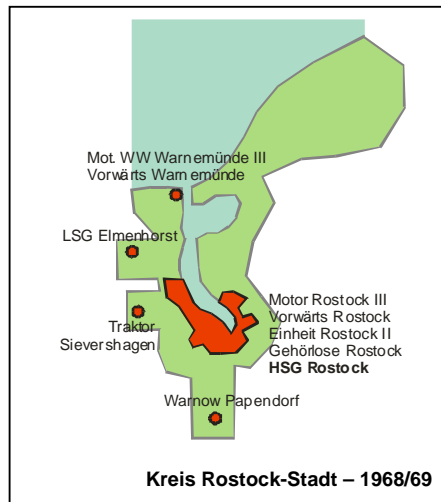 Mot. WW Warnemünde III
Vorwärts Warnemünde
LSG Elmenhorst
Motor Rostock III
Vorwärts Rostock
Einheit Rostock II
Gehörlose Rostock
HSG Rostock
Traktor
Sievershagen
Warnow Papendorf
Kreis Rostock-Stadt – 1968/69